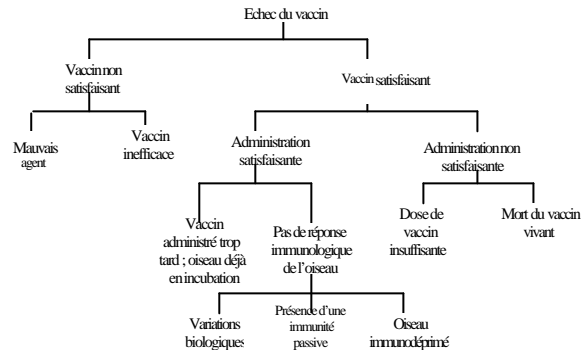 Echec du vaccin
Vaccin non
satisfaisant
Vaccin satisfaisant
Mauvais
agent
Vaccin
inefficace
Administration
satisfaisante
Administration non
satisfaisante
Vaccin
administré trop
tard ; oiseau déjà
en incubation
Pas de réponse
immunologique
de l’oiseau
Dose de
vaccin
insuffisante
Mort du vaccin
vivant
Variations
biologiques
Présence d’une
immunité
passive
Oiseau
immunodéprimé